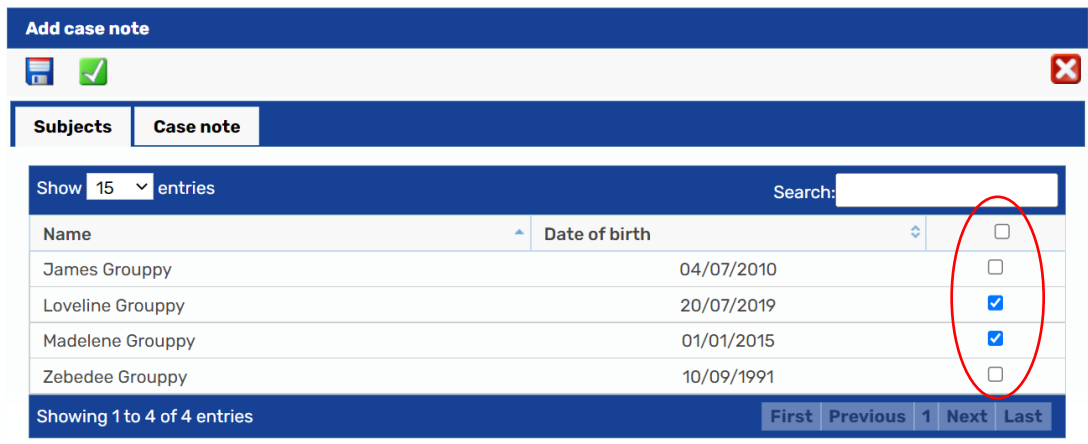 Add case note
Subjects Case note
Show 15 entries Search:
Name Date of birth
James Grouppy 04/07/2010
Loveline Grouppy 20/07/2019
Madelene Grouppy 01/01/2015
Zebedee Grouppy 10/09/1991
Showing 1 to 4 of 4 entries First Previous 1 Next Last